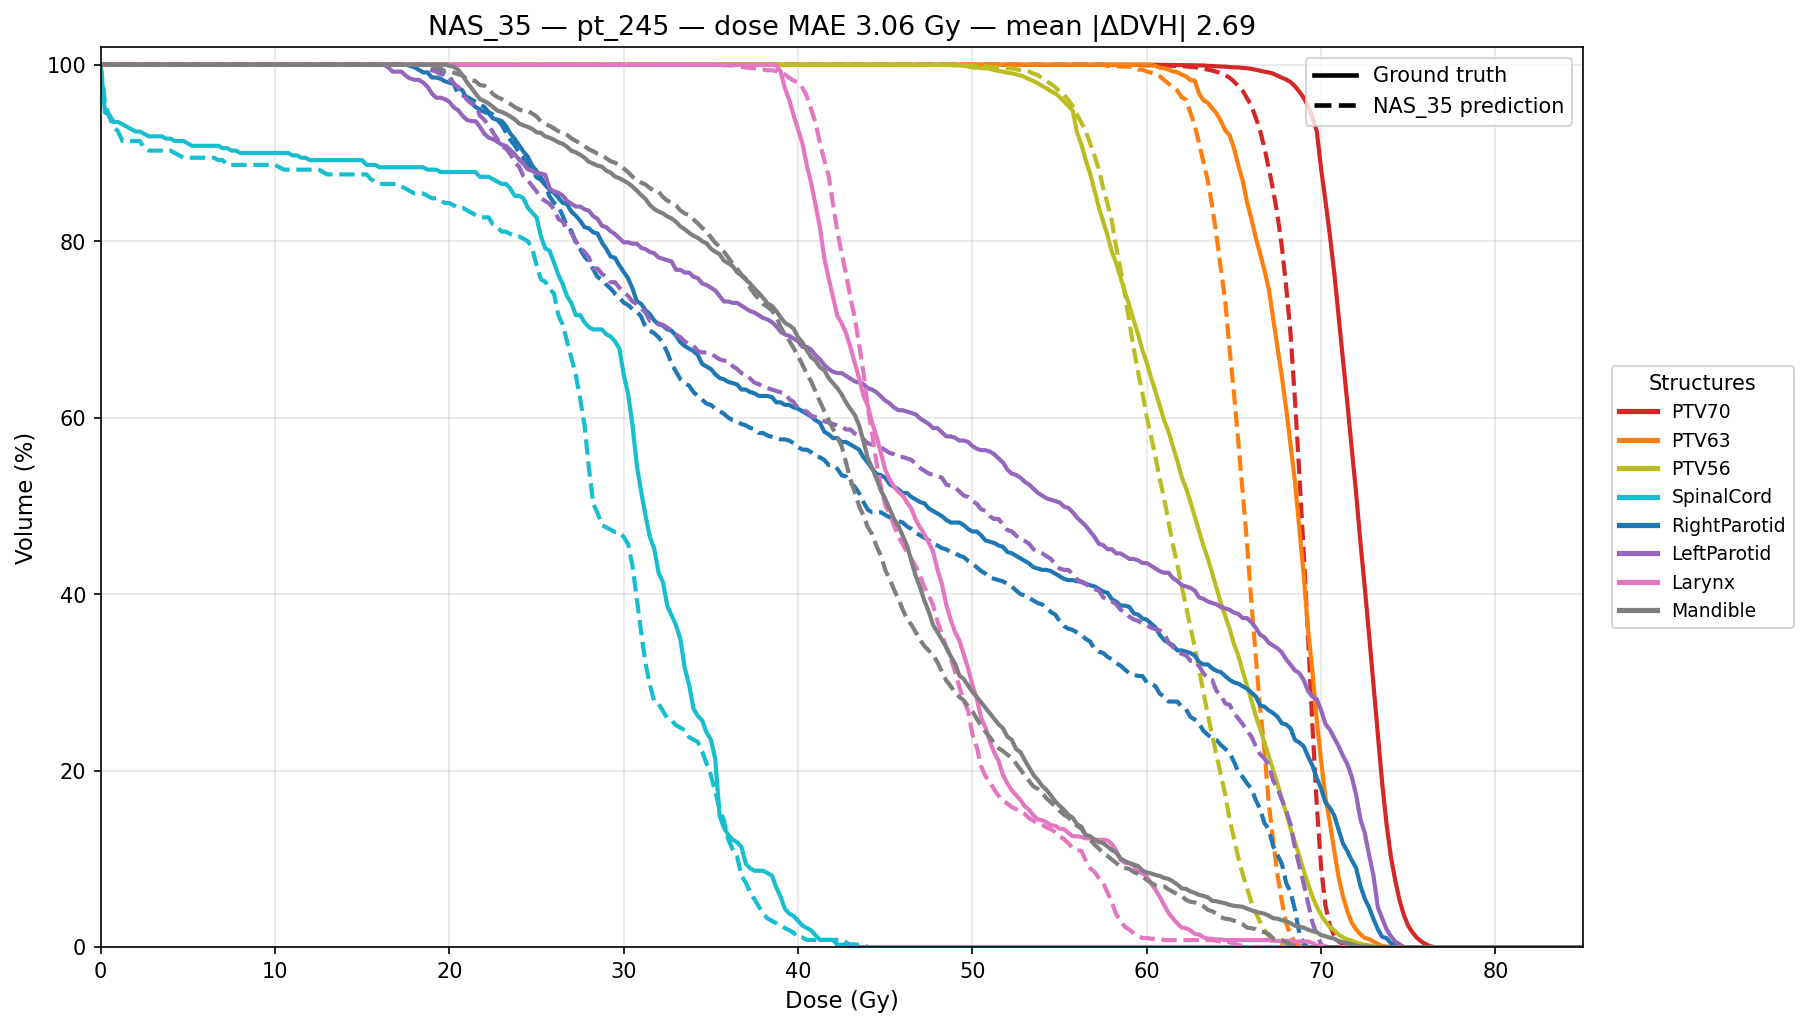 NAS_35 — pt_245 — dose MAE 3.06 Gy — mean |ΔDVH| 2.69
Ground truth
NAS_35 prediction
Volume (%)
100
80
60
40
20
0
0 10 20 30 40 50 60 70 80
Dose (Gy)
Structures
PTV70
PTV63
PTV56
SpinalCord
RightParotid
LeftParotid
Larynx
Mandible